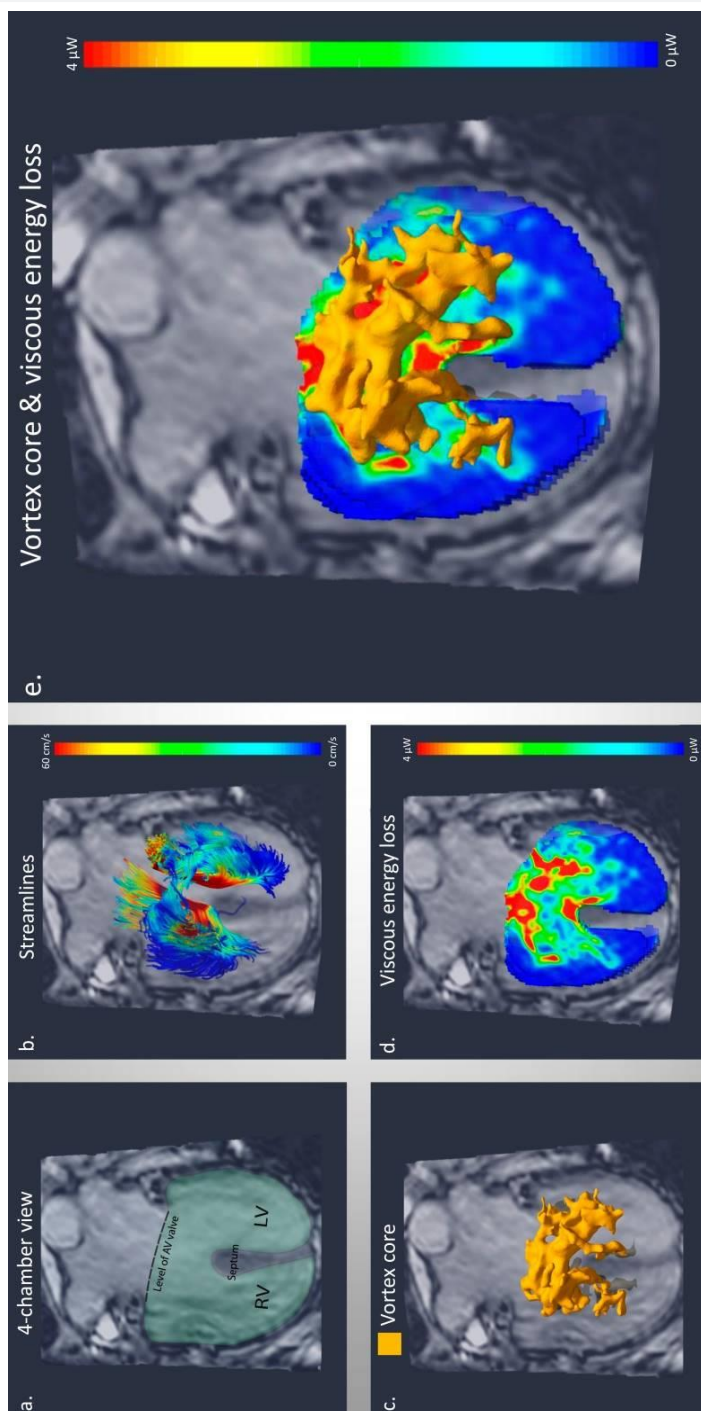 a.
4-chamber view
Level of AV valve
Septum
RV
LV
b.
Streamlines
60 cm/s
0 cm/s
c.
Vortex core
d.
Viscous energy loss
4 µW
0 µW
e.
Vortex core & viscous energy loss
4 µW
0 µW